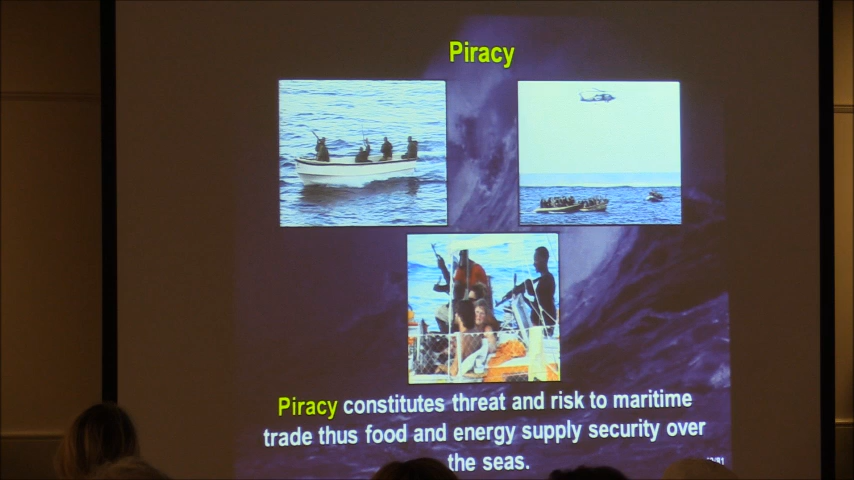 Piracy
Piracy constitutes threat and risk to maritime
trade thus food and energy supply security over
the seas.